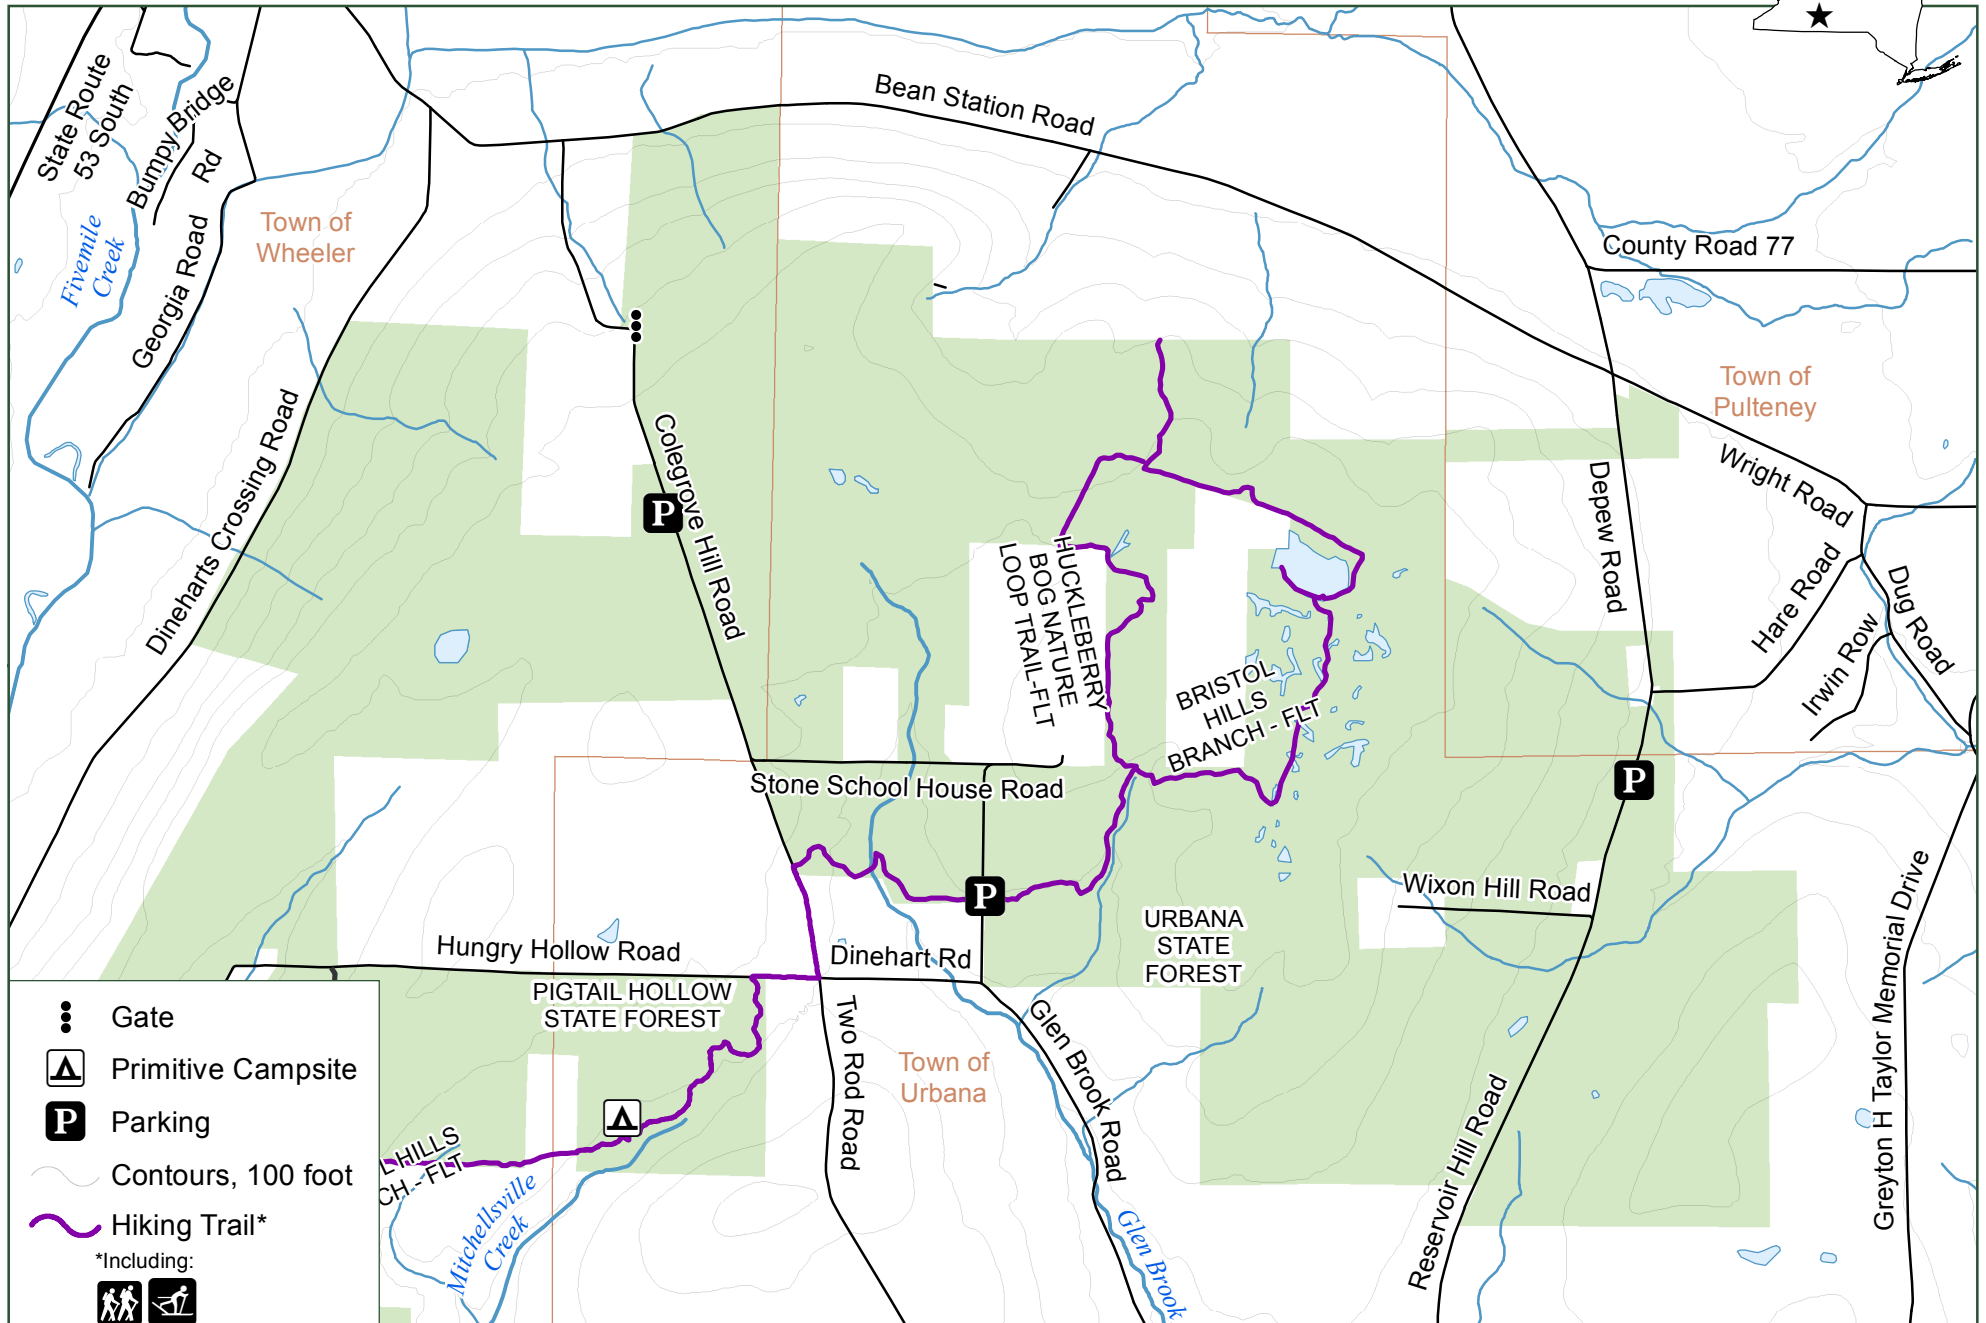 State Route
53 South
Bumpy Bridge
Rd
Fivemile
Creek
Georgia Road
Town of
Wheeler
Bean Station Road
County Road 77
Town of
Pulteney
Dineharts Crossing Road
Colegrove Hill Road
P
Depew Road
Wright Road
Hare Road
Irwin Row
Dug Road
HUCKLEBERRY
BOG NATURE
LOOP TRAIL-FLT
BRISTOL
HILLS
BRANCH - FLT
Stone School House Road
P
P
Wixon Hill Road
URBANA
STATE
FOREST
Hungry Hollow Road
Dinehart Rd
PIGTAIL HOLLOW
STATE FOREST
Two Rod Road
Town of
Urbana
Glen Brook Road
Glen Brook
Reservoir Hill Road
Greyton H Taylor Memorial Drive
L HILLS
CH - FLT
Mitchellsville
Creek
Gate
Primitive Campsite
P
Parking
Contours, 100 foot
Hiking Trail*
*Including: